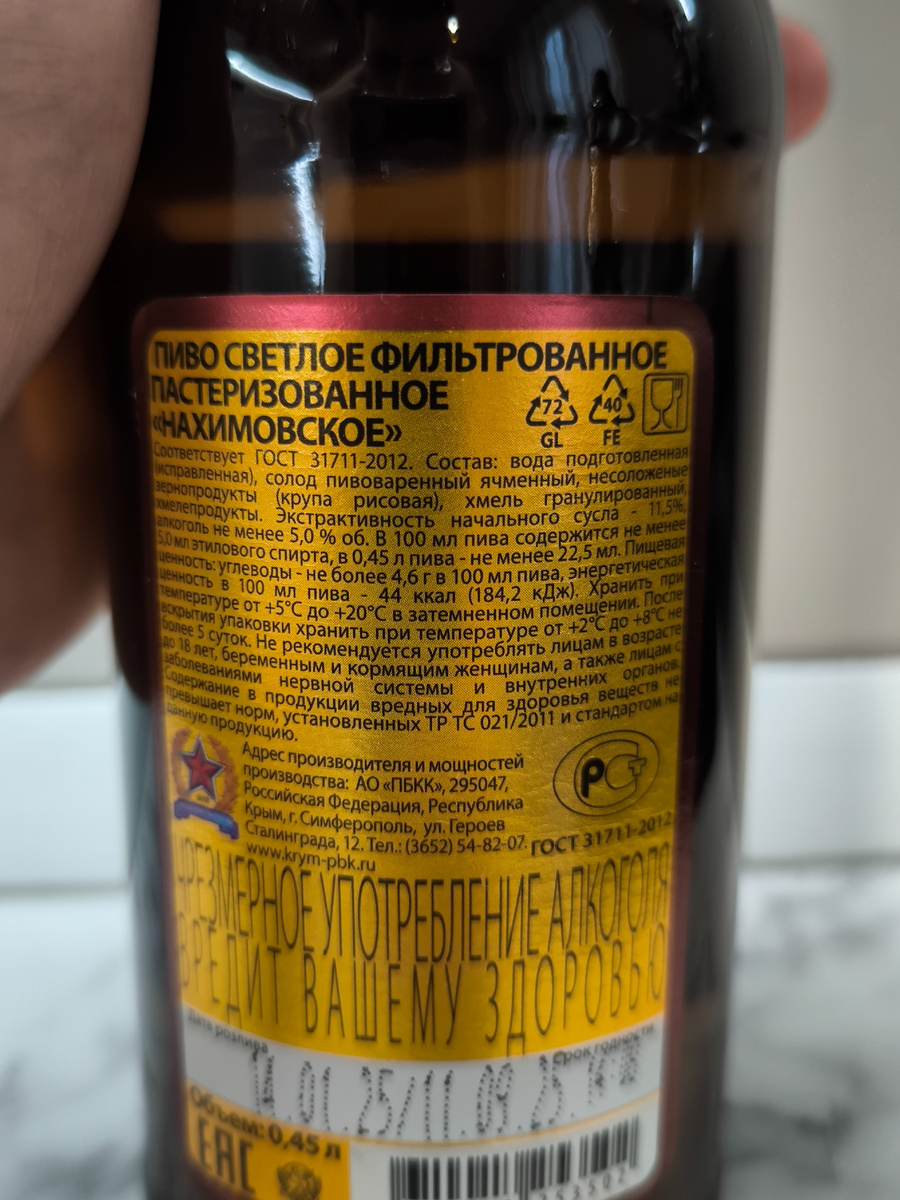 ПИВО СВЕТЛОЕ ФИЛЬТРОВАННОЕ
ПАСТЕРИЗОВАННОЕ
«НАХИМОВСКОЕ»
72
GL
40
FE
Соответствует ГОСТ 31711-2012. Состав: вода подготовленная
(исправленная), солод пивоваренный ячменный, несоложеные
зернопродукты (крупа рисовая), хмель гранулированный,
хмелепродукты. Экстрактивность начального сусла - 11,5%,
алкоголь не менее 5,0 % об. В 100 мл пива содержится не менее
5,0 мл этилового спирта, в 0,45 л пива - не менее 22,5 мл. Пищевая
ценность: углеводы - не более 4,6 г в 100 мл пива, энергетическая
ценность в 100 мл пива - 44 ккал (184,2 кДж). Хранить при
температуре от +5°С до +20°С в затемненном помещении. После
вскрытия упаковки хранить при температуре от +2°С до +8°С не
более 5 суток. Не рекомендуется употреблять лицам в возрасте
до 18 лет, беременным и кормящим женщинам, а также лицам с
заболеваниями нервной системы и внутренних органов.
Содержание в продукции вредных для здоровья веществ не
превышает норм, установленных ТР ТС 021/2011 и стандартом на
данную продукцию.
Адрес производителя и мощностей
производства: АО «ПБКК», 295047,
Российская Федерация, Республика
Крым, г. Симферополь, ул. Героев
Сталинграда, 12. Тел.: (3652) 54-82-07.
www.krym-pbk.ru
РСТ
ГОСТ 31711-2012
ЧРЕЗМЕРНОЕ УПОТРЕБЛЕНИЕ АЛКОГОЛЯ
ВРЕДИТ ВАШЕМУ ЗДОРОВЬЮ
Дата розлива
Срок годности
Объем: 0,45 л
ЕАС